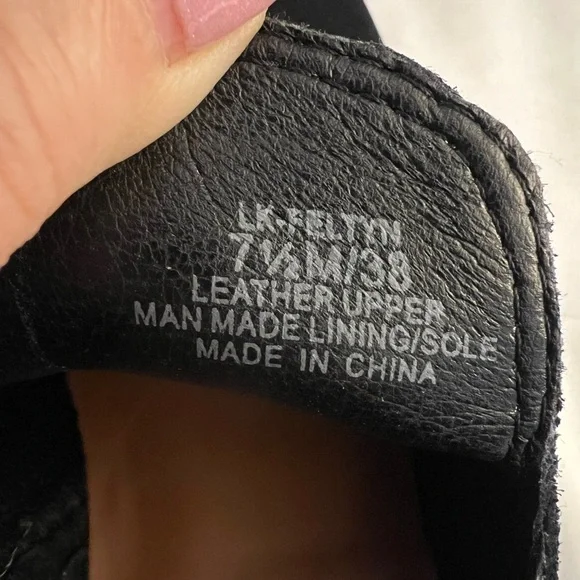 LK-FELTYN
7½M/38
LEATHER UPPER
MAN MADE LINING/SOLE
MADE IN CHINA